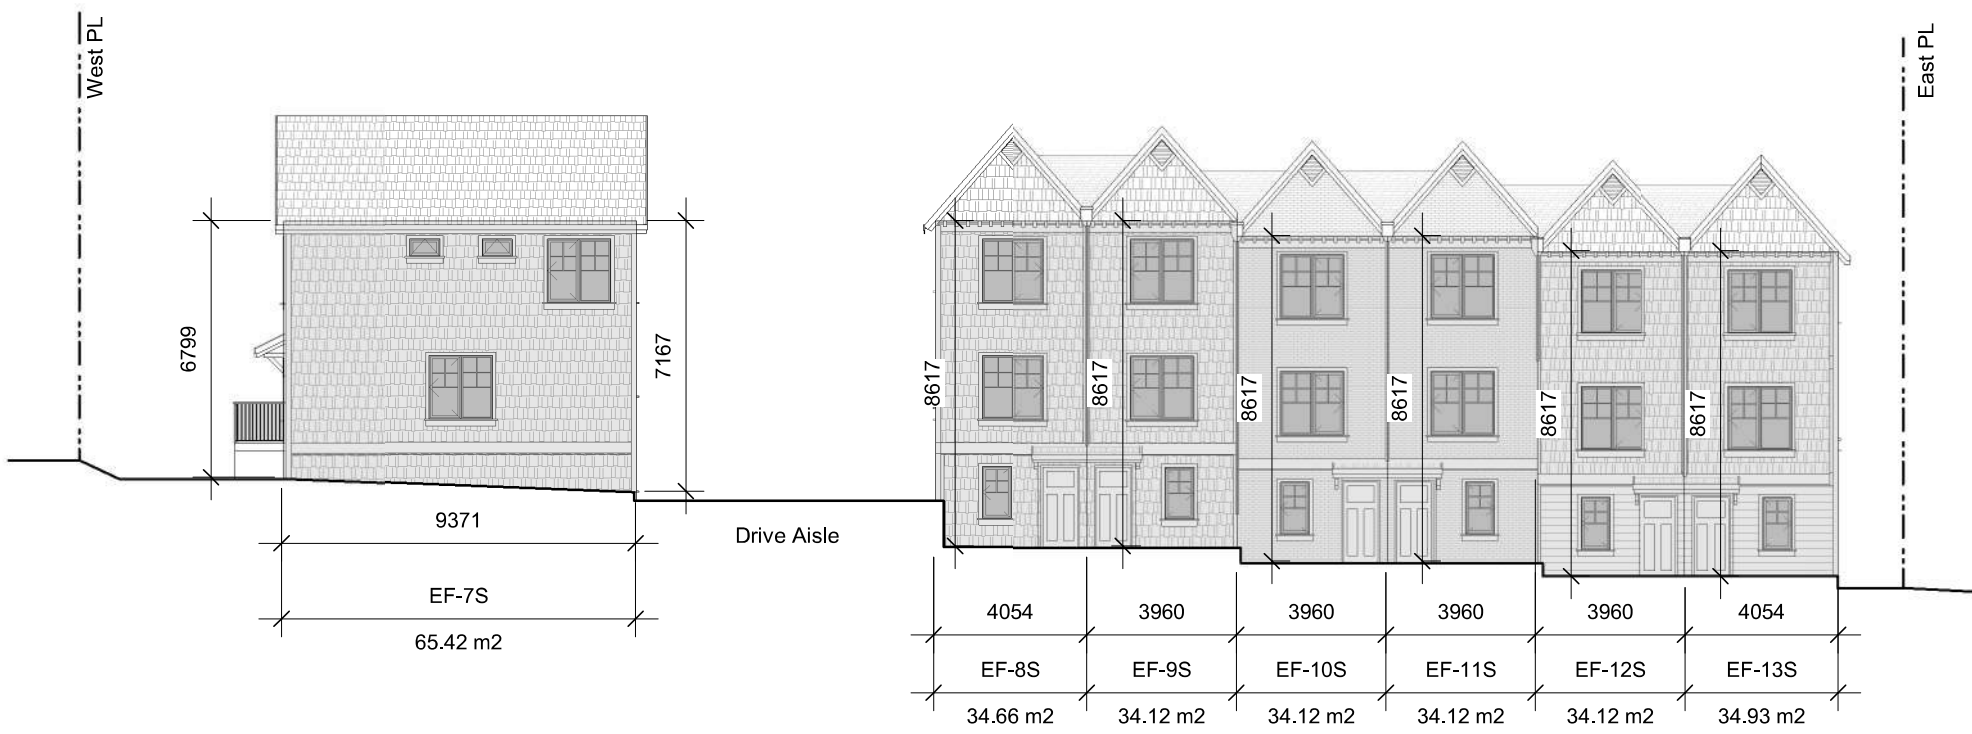 West PL
East PL
6799
7167
8617
8617
8617
8617
8617
8617
9371
Drive Aisle
EF-7S
65.42 m2
4054
3960
3960
3960
3960
4054
EF-8S
EF-9S
EF-10S
EF-11S
EF-12S
EF-13S
34.66 m2
34.12 m2
34.12 m2
34.12 m2
34.12 m2
34.93 m2